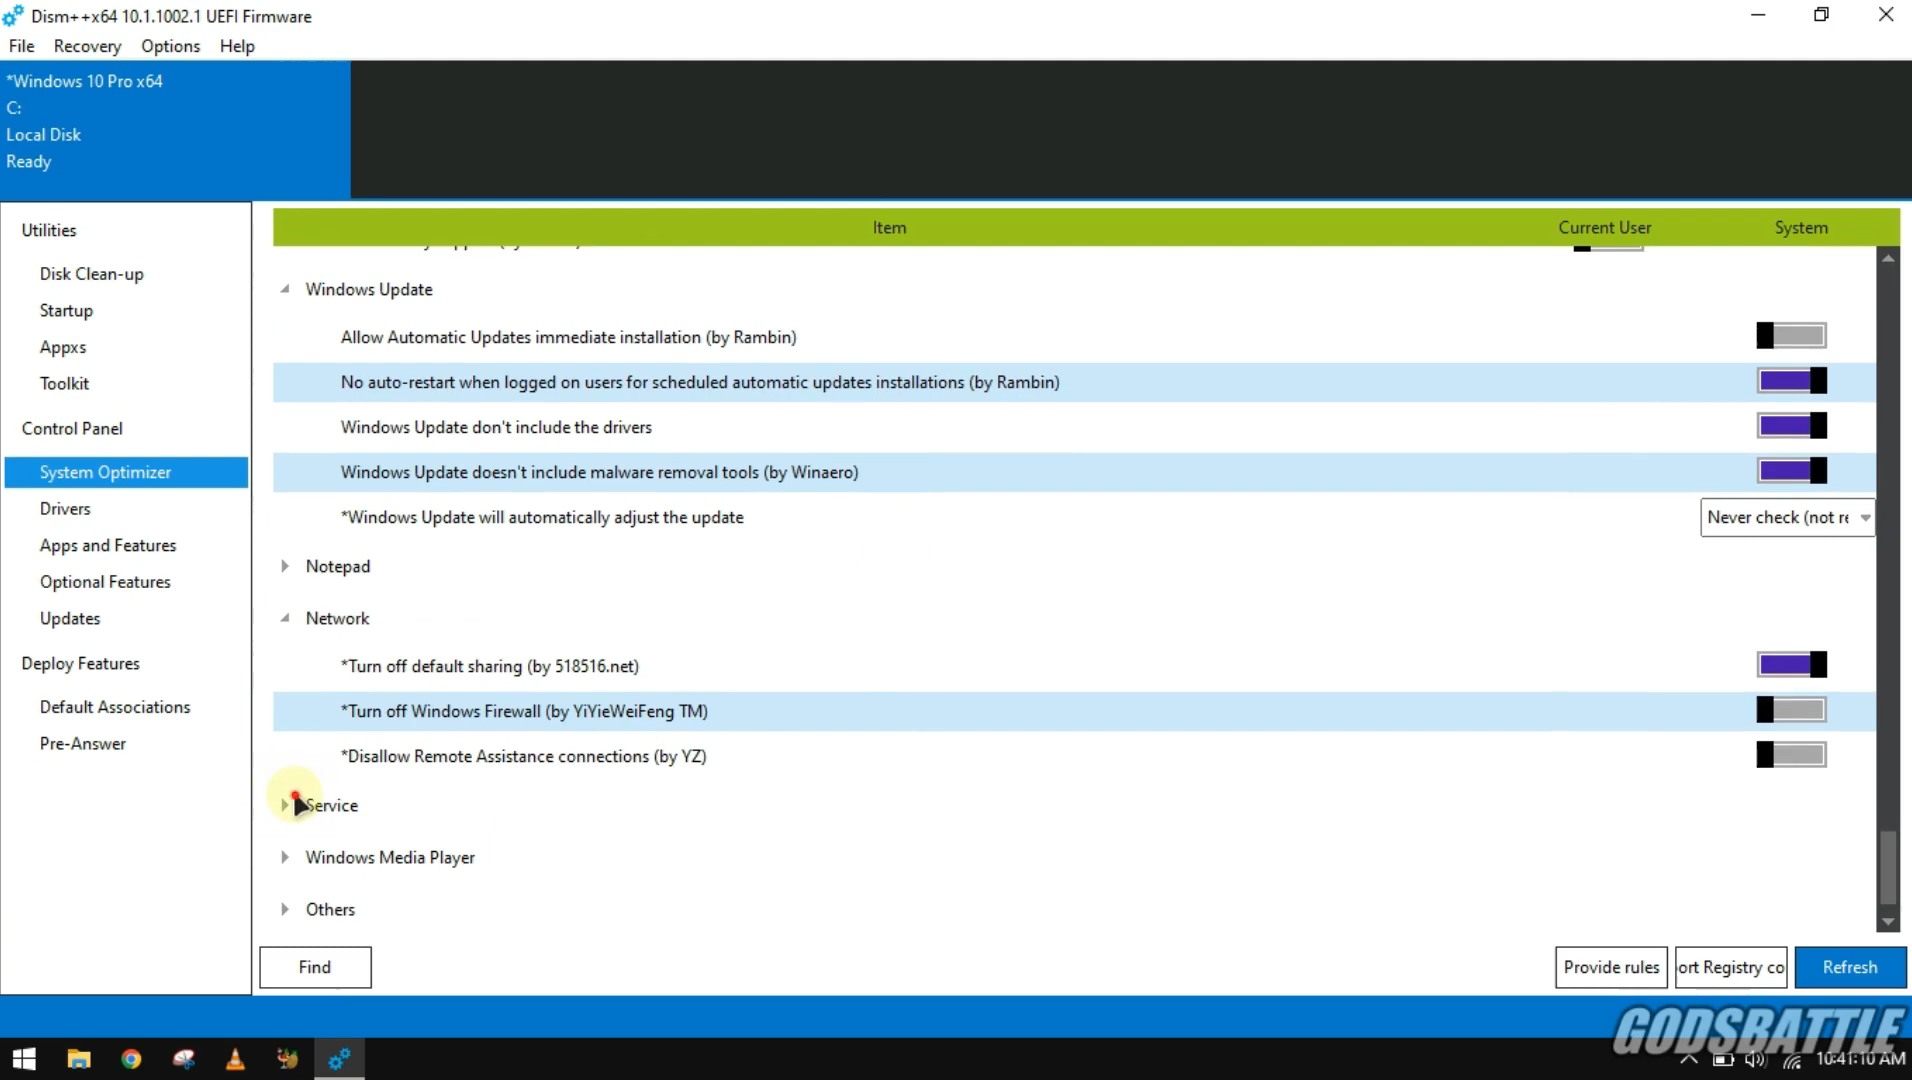 Dism++x64 10.1.1002.1 UEFI Firmware
File Recovery Options Help
*Windows 10 Pro x64
C:
Local Disk
Ready
Utilities
Disk Clean-up
Startup
Appxs
Toolkit
Control Panel
System Optimizer
Drivers
Apps and Features
Optional Features
Updates
Deploy Features
Default Associations
Pre-Answer
Item Current User System
Windows Update
Allow Automatic Updates immediate installation (by Rambin)
No auto-restart when logged on users for scheduled automatic updates installations (by Rambin)
Windows Update don't include the drivers
Windows Update doesn't include malware removal tools (by Winaero)
*Windows Update will automatically adjust the update Never check (not re
Notepad
Network
*Turn off default sharing (by 518516.net)
*Turn off Windows Firewall (by YiYieWeiFeng TM)
*Disallow Remote Assistance connections (by YZ)
Service
Windows Media Player
Others
Find Provide rules ort Registry co Refresh
GODSBATTLE
10:41:10 AM